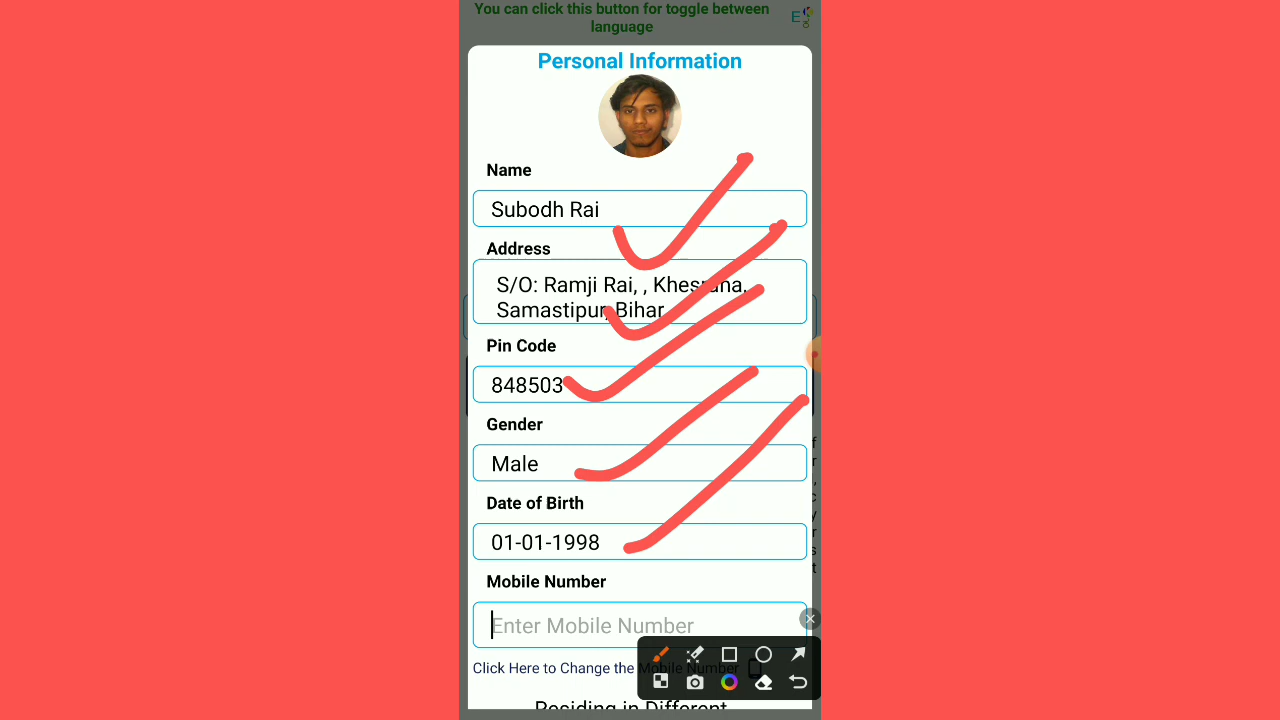 You can click this button for toggle between
language
Personal Information
Name
Subodh Rai
Address
S/O: Ramji Rai, ,
Samastipur, Bihar
Pin Code
848503
Gender
Male
Date of Birth
01-01-1998
Mobile Number
Enter Mobile Number
Click Here to Change the Mobile Number
Residing in Different